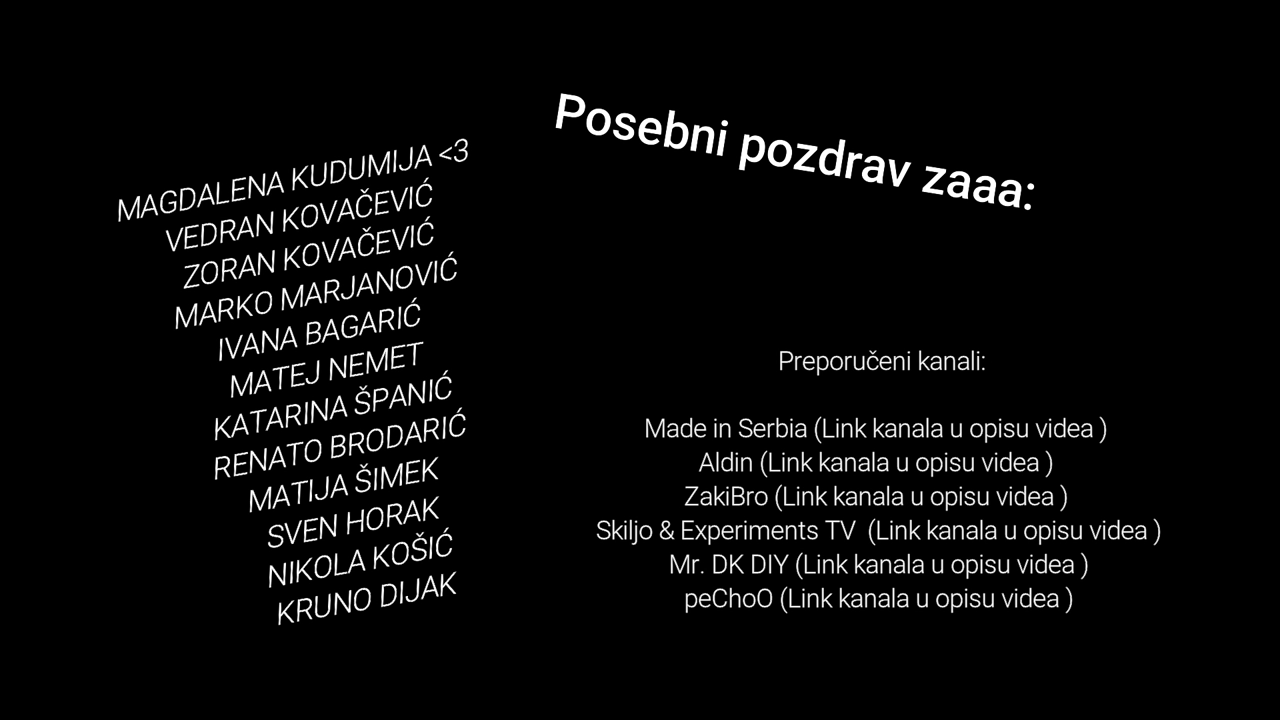 Posebni pozdrav zaaa:
MAGDALENA KUDUMIJA <3
VEDRAN KOVAČEVIĆ
ZORAN KOVAČEVIĆ
MARKO MARJANOVIĆ
IVANA BAGARIĆ
MATEJ NEMET
KATARINA ŠPANIĆ
RENATO BRODARIĆ
MATIJA ŠIMEK
SVEN HORAK
NIKOLA KOŠIĆ
KRUNO DIJAK
Preporučeni kanali:
Made in Serbia (Link kanala u opisu videa )
Aldin (Link kanala u opisu videa )
ZakiBro (Link kanala u opisu videa )
Skiljo & Experiments TV  (Link kanala u opisu videa )
Mr. DK DIY (Link kanala u opisu videa )
peChoO (Link kanala u opisu videa )